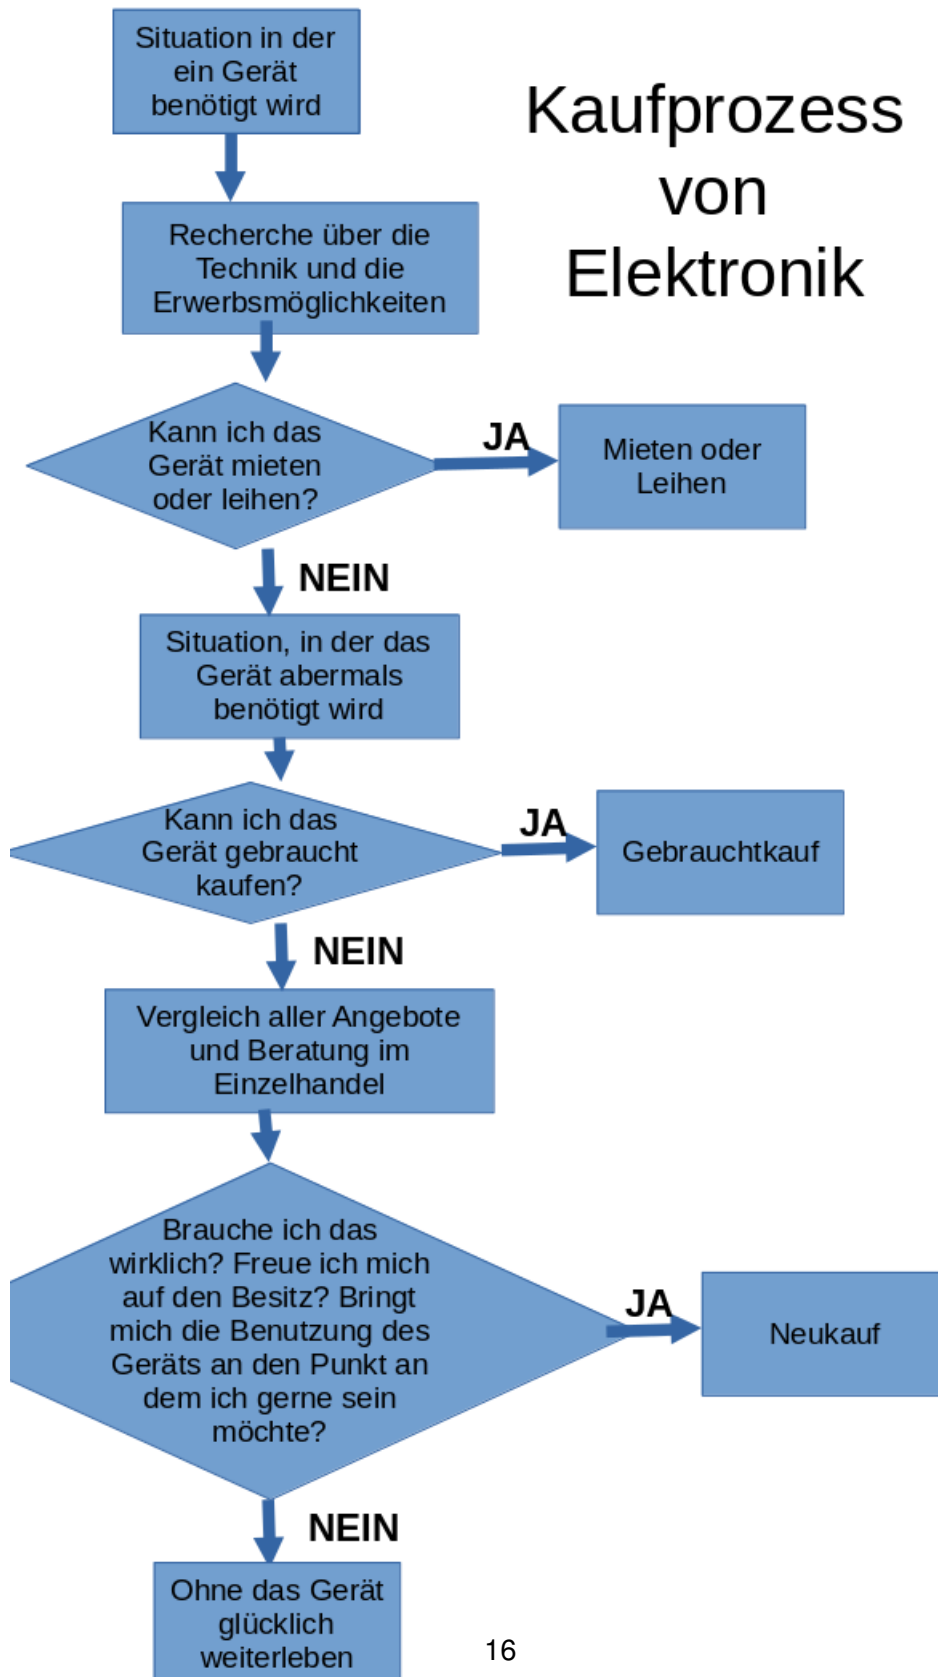 Situation in der
ein Gerät
benötigt wird
Kaufprozess
von
Elektronik
Recherche über die
Technik und die
Erwerbsmöglichkeiten
Kann ich das
Gerät mieten
oder leihen?
JA
Mieten oder
Leihen
NEIN
Situation, in der das
Gerät abermals
benötigt wird
Kann ich das
Gerät gebraucht
kaufen?
JA
Gebrauchtkauf
NEIN
Vergleich aller Angebote
und Beratung im
Einzelhandel
Brauche ich das
wirklich? Freue ich mich
auf den Besitz? Bringt
mich die Benutzung des
Geräts an den Punkt an
dem ich gerne sein
möchte?
JA
Neukauf
NEIN
Ohne das Gerät
glücklich
weiterleben
16